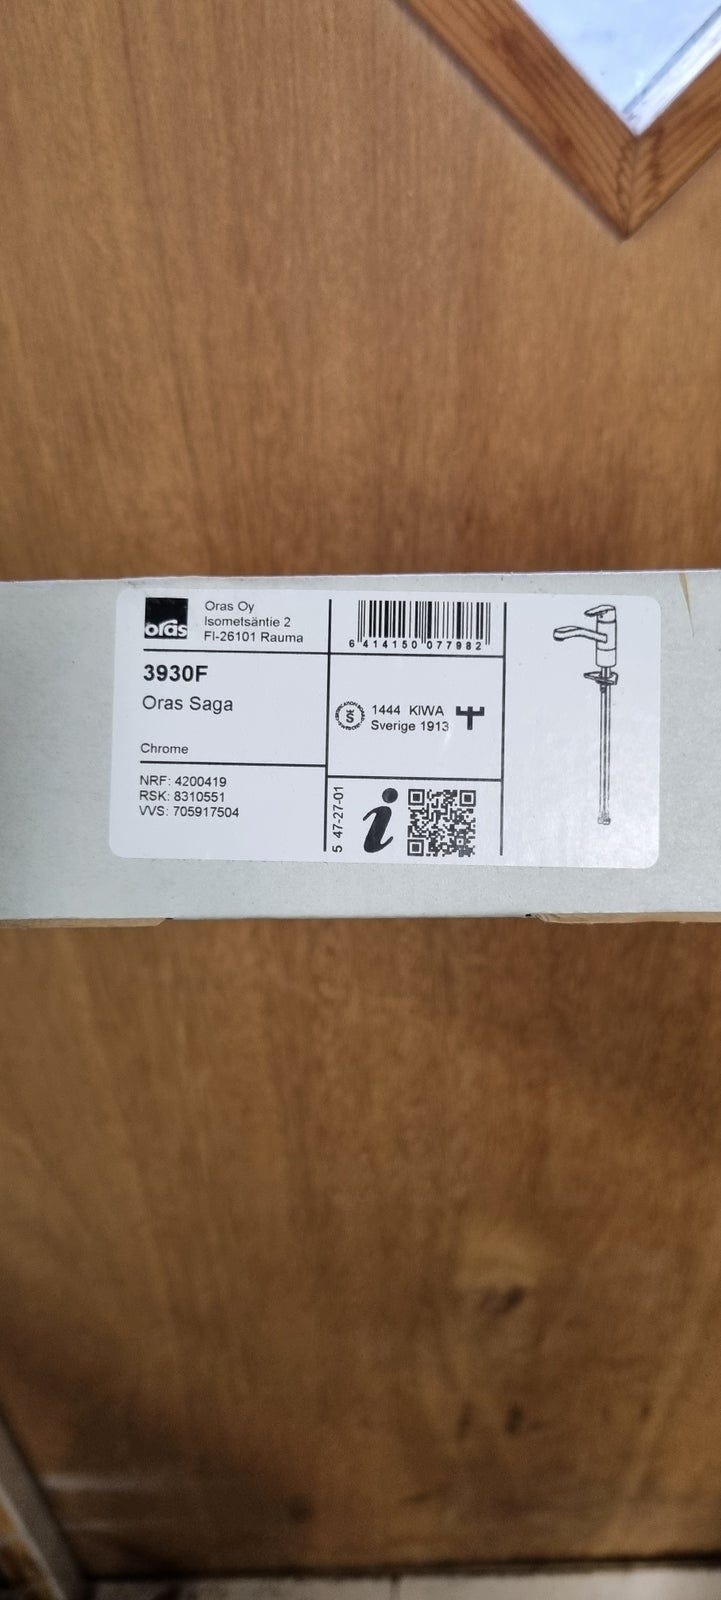 oras
Oras Oy
Isometsäntie 2
FI-26101 Rauma
3930F
Oras Saga
Chrome
NRF: 4200419
RSK: 8310551
VVS: 705917504
6 414150 077982
1444 KIWA
Sverige 1913
5 47-27-01
i